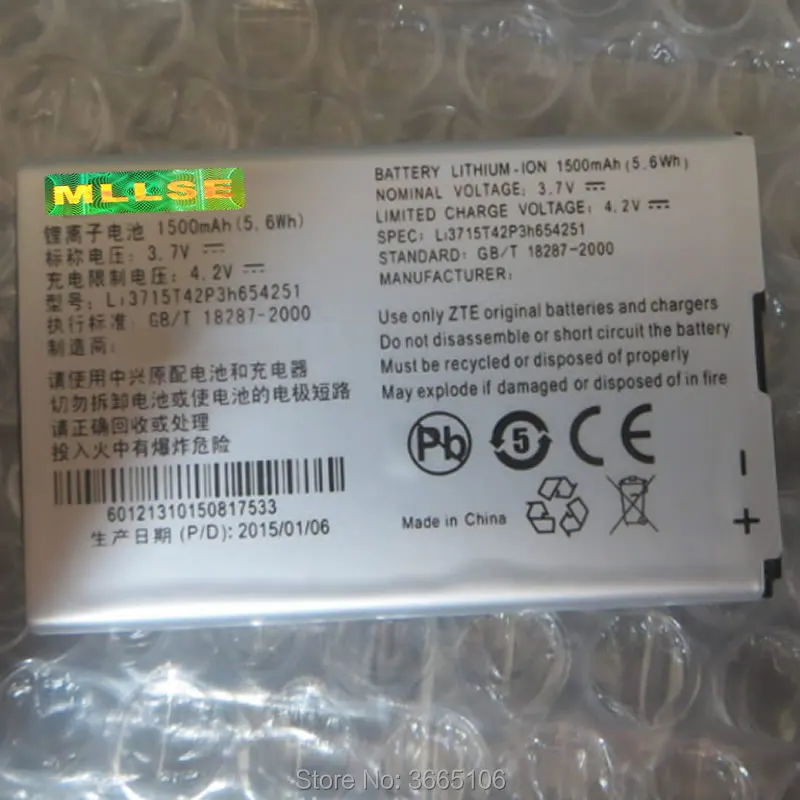 MLLSE
锂离子电池 1500mAh(5.6Wh)
标称电压: 3.7V
充电限制电压: 4.2V
型号: Li3715T42P3h654251
执行标准: GB/T 18287-2000
制造商:
请使用中兴原配电池和充电器
切勿拆卸电池或使电池的电极短路
请正确回收或处理
投入火中有爆炸危险
60121310150817533
生产日期 (P/D): 2015/01/06
BATTERY LITHIUM-ION 1500mAh(5.6Wh)
NOMINAL VOLTAGE: 3.7V
LIMITED CHARGE VOLTAGE: 4.2V
SPEC: Li3715T42P3h654251
STANDARD: GB/T 18287-2000
MANUFACTURER:
Use only ZTE original batteries and chargers
Do not disassemble or short circuit the battery
Must be recycled or disposed of properly
May explode if damaged or disposed of in fire
Pb 5 CE
Made in China
- +
Store No: 3665106